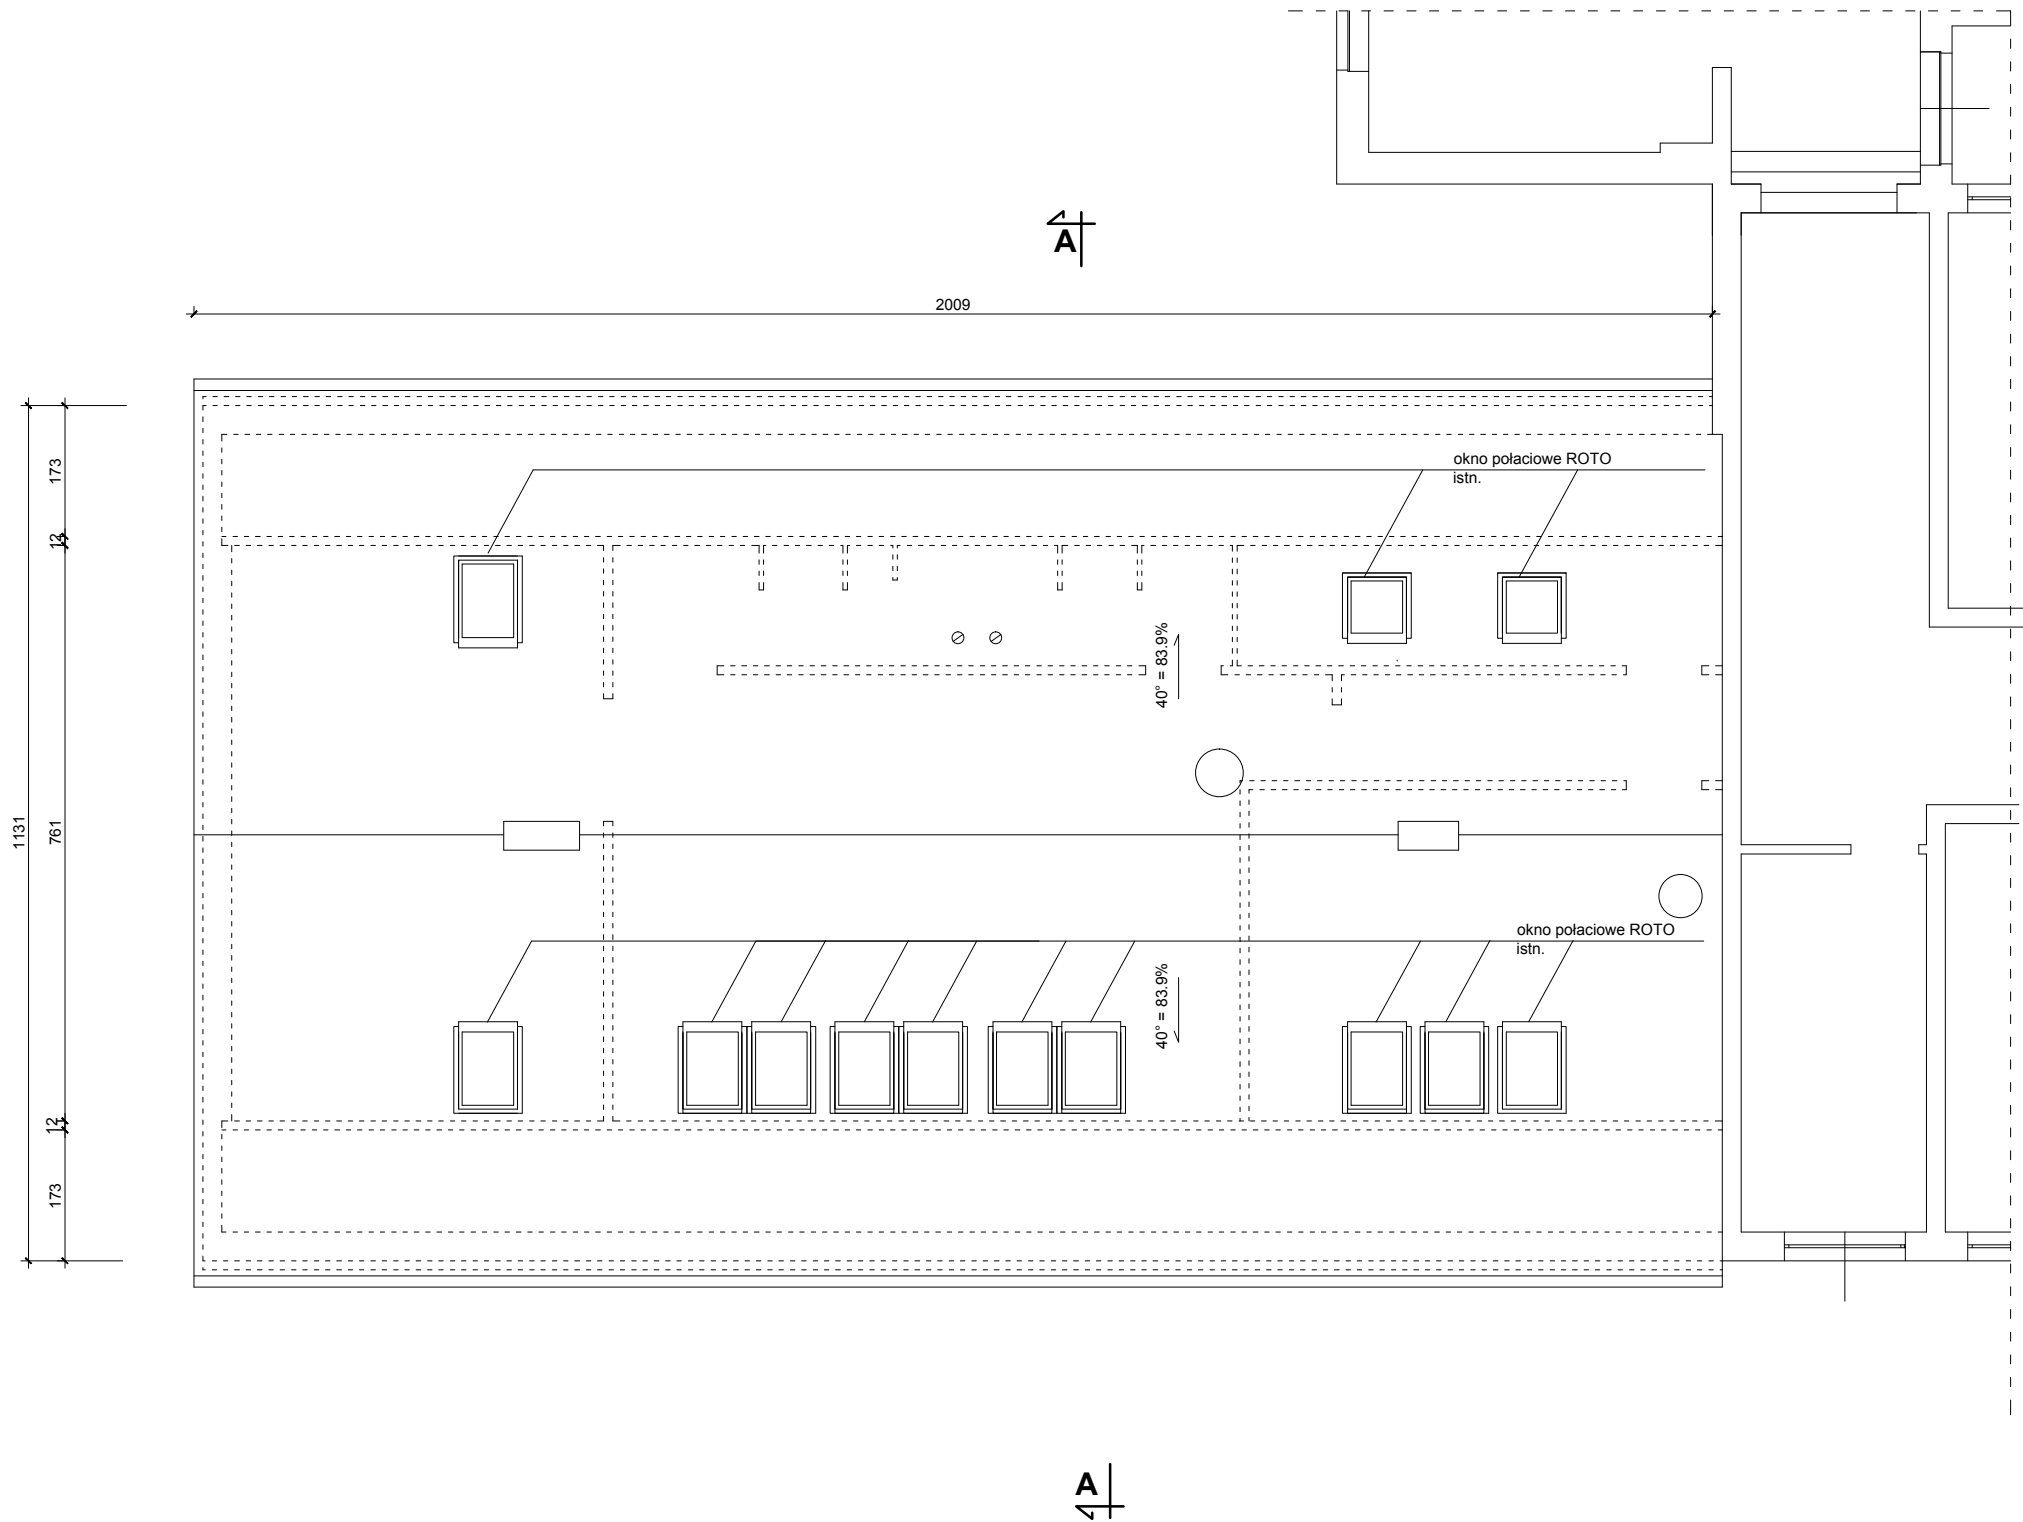 A
2009
173
okno połaciowe ROTO
istn.
12
40° = 83.9%
1131
761
okno połaciowe ROTO
istn.
40° = 83.9%
12
173
A